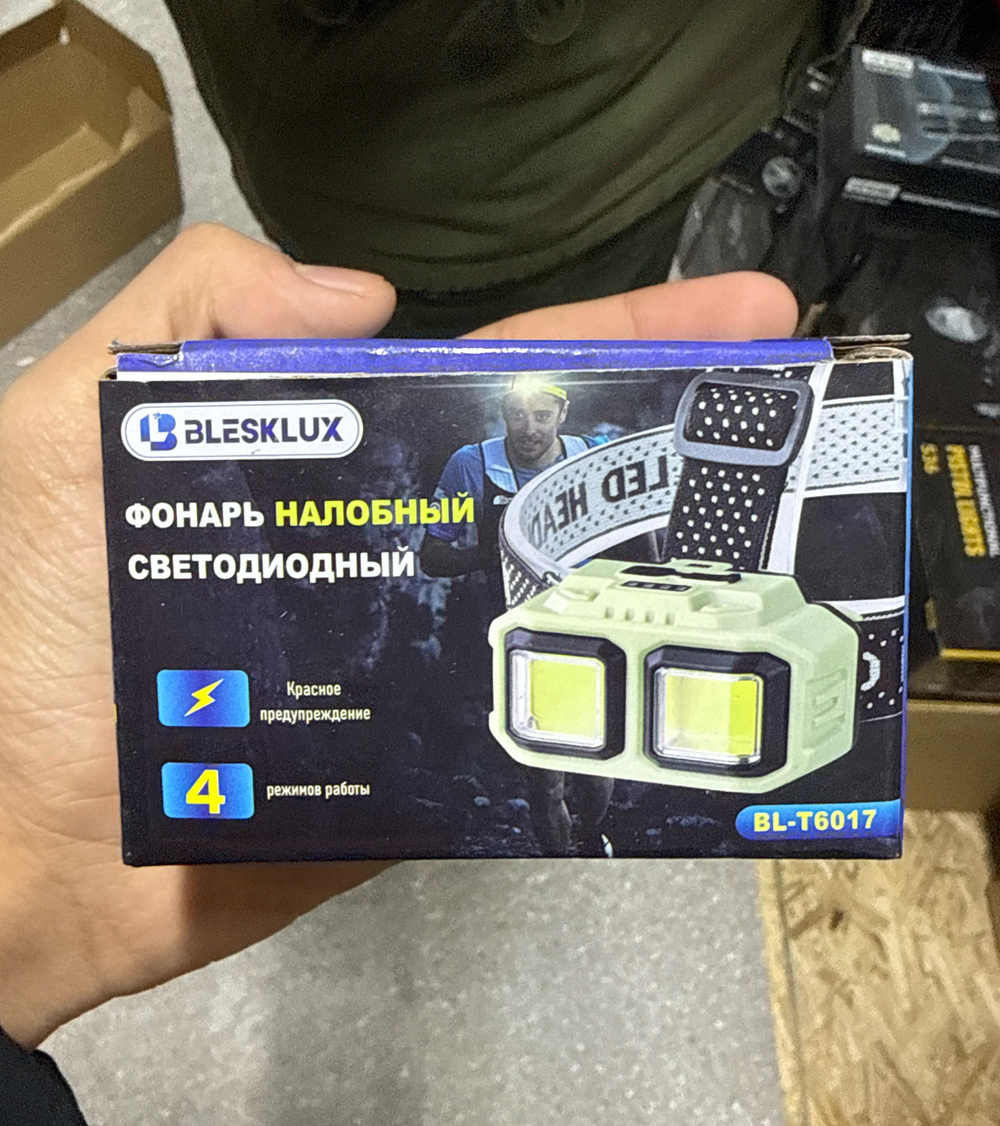 BLESKLUX
ФОНАРЬ НАЛОБНЫЙ
СВЕТОДИОДНЫЙ
LED HEAD
Красное
предупреждение
4
режимов работы
BL-T6017